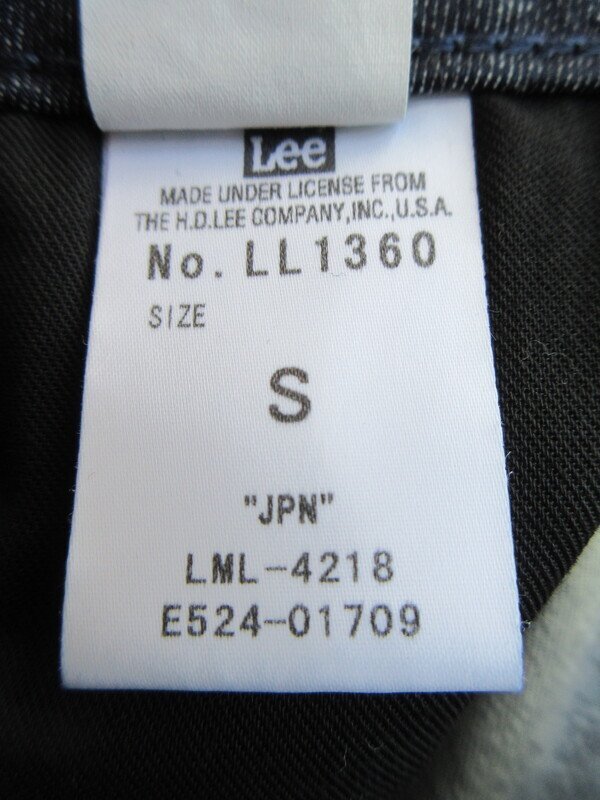 Lee
MADE UNDER LICENSE FROM
THE H.D.LEE COMPANY,INC.,U.S.A.
No. LL1360
SIZE
S
"JPN"
LML-4218
E524-01709